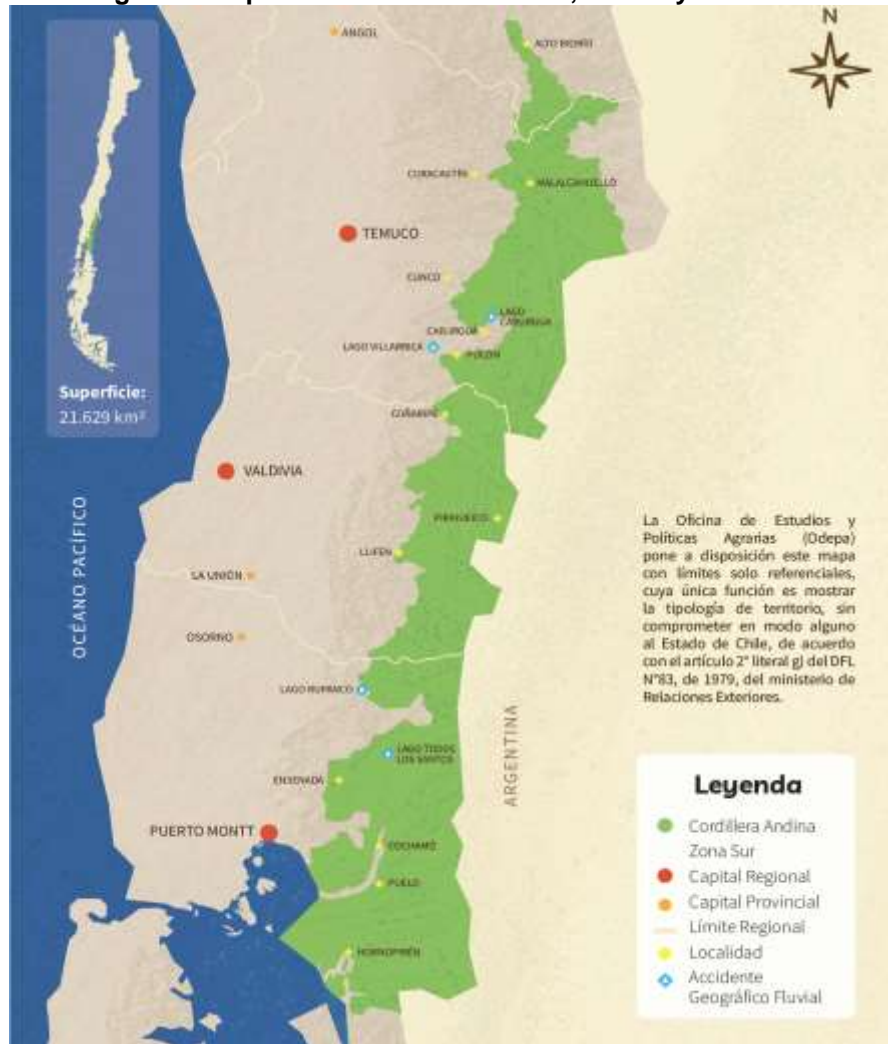 ANGOL
ALTO BIOBÍO
N
CURACAUTÍN
MALALCAHUELLO
TEMUCO
CUNCO
LAGO
CABURGUA
CABURGUA
LAGO VILLARRICA
PUCÓN
Superficie:
21.629 km²
COÑARIPE
VALDIVIA
OCÉANO PACÍFICO
PIRIHUEICO
LLIFÉN
LA UNIÓN
OSORNO
La Oficina de Estudios y
Políticas Agrarias (Odepa)
pone a disposición este mapa
con límites solo referenciales,
cuya única función es mostrar
la tipología de territorio, sin
comprometer en modo alguno
al Estado de Chile, de acuerdo
con el artículo 2° literal g) del DFL
N°83, de 1979, del ministerio de
Relaciones Exteriores.
LAGO RUPANCO
ARGENTINA
LAGO TODOS
LOS SANTOS
ENSENADA
PUERTO MONTT
COCHAMÓ
PUELO
HORNOPIRÉN
Leyenda
Cordillera Andina
Zona Sur
Capital Regional
Capital Provincial
Límite Regional
Localidad
Accidente
Geográfico Fluvial